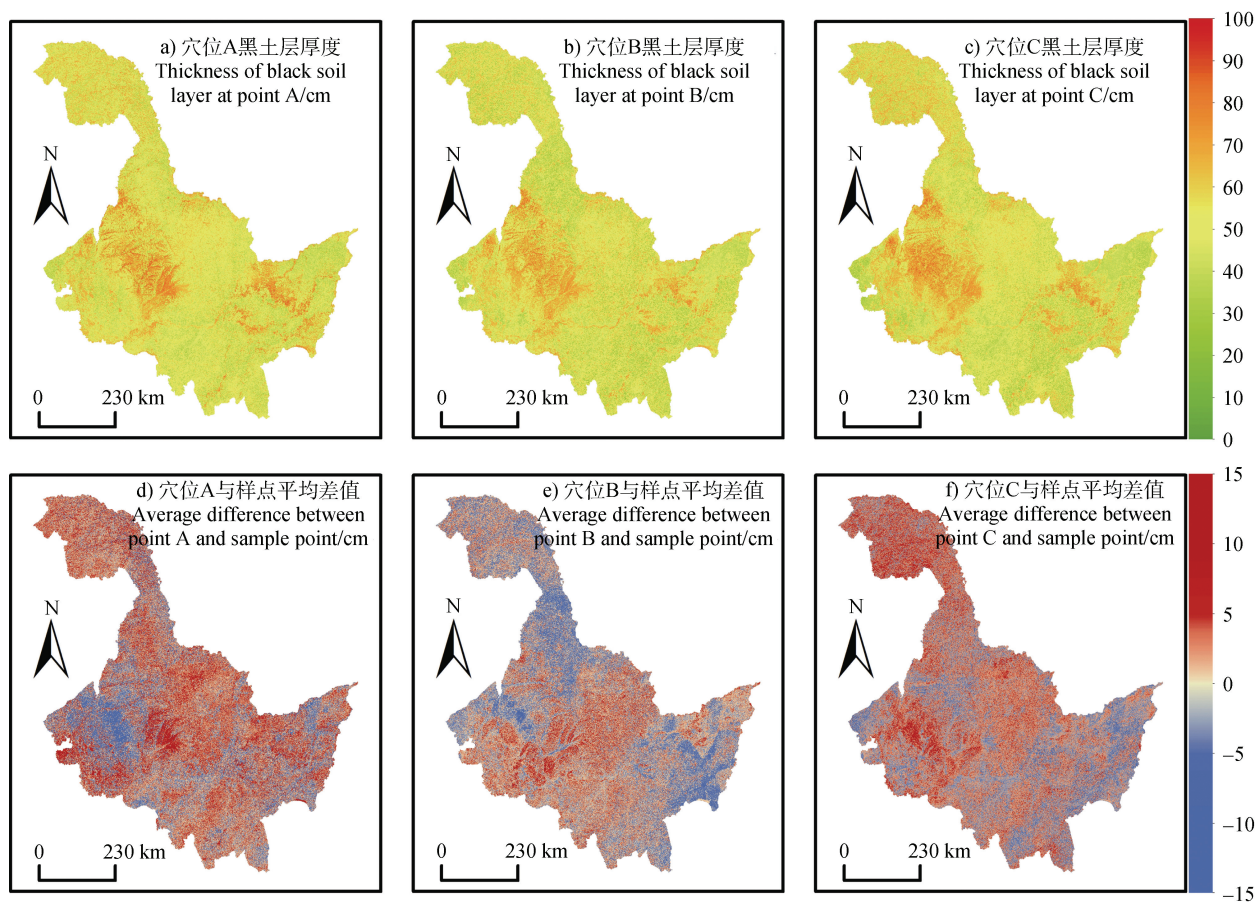 a) 穴位A黑土层厚度
Thickness of black soil
layer at point A/cm
N
0
230 km
b) 穴位B黑土层厚度
Thickness of black soil
layer at point B/cm
N
0
230 km
c) 穴位C黑土层厚度
Thickness of black soil
layer at point C/cm
N
0
230 km
100
90
80
70
60
50
40
30
20
10
0
d) 穴位A与样点平均差值
Average difference between
point A and sample point/cm
N
0
230 km
e) 穴位B与样点平均差值
Average difference between
point B and sample point/cm
N
0
230 km
f) 穴位C与样点平均差值
Average difference between
point C and sample point/cm
N
0
230 km
15
10
5
0
−5
−10
−15